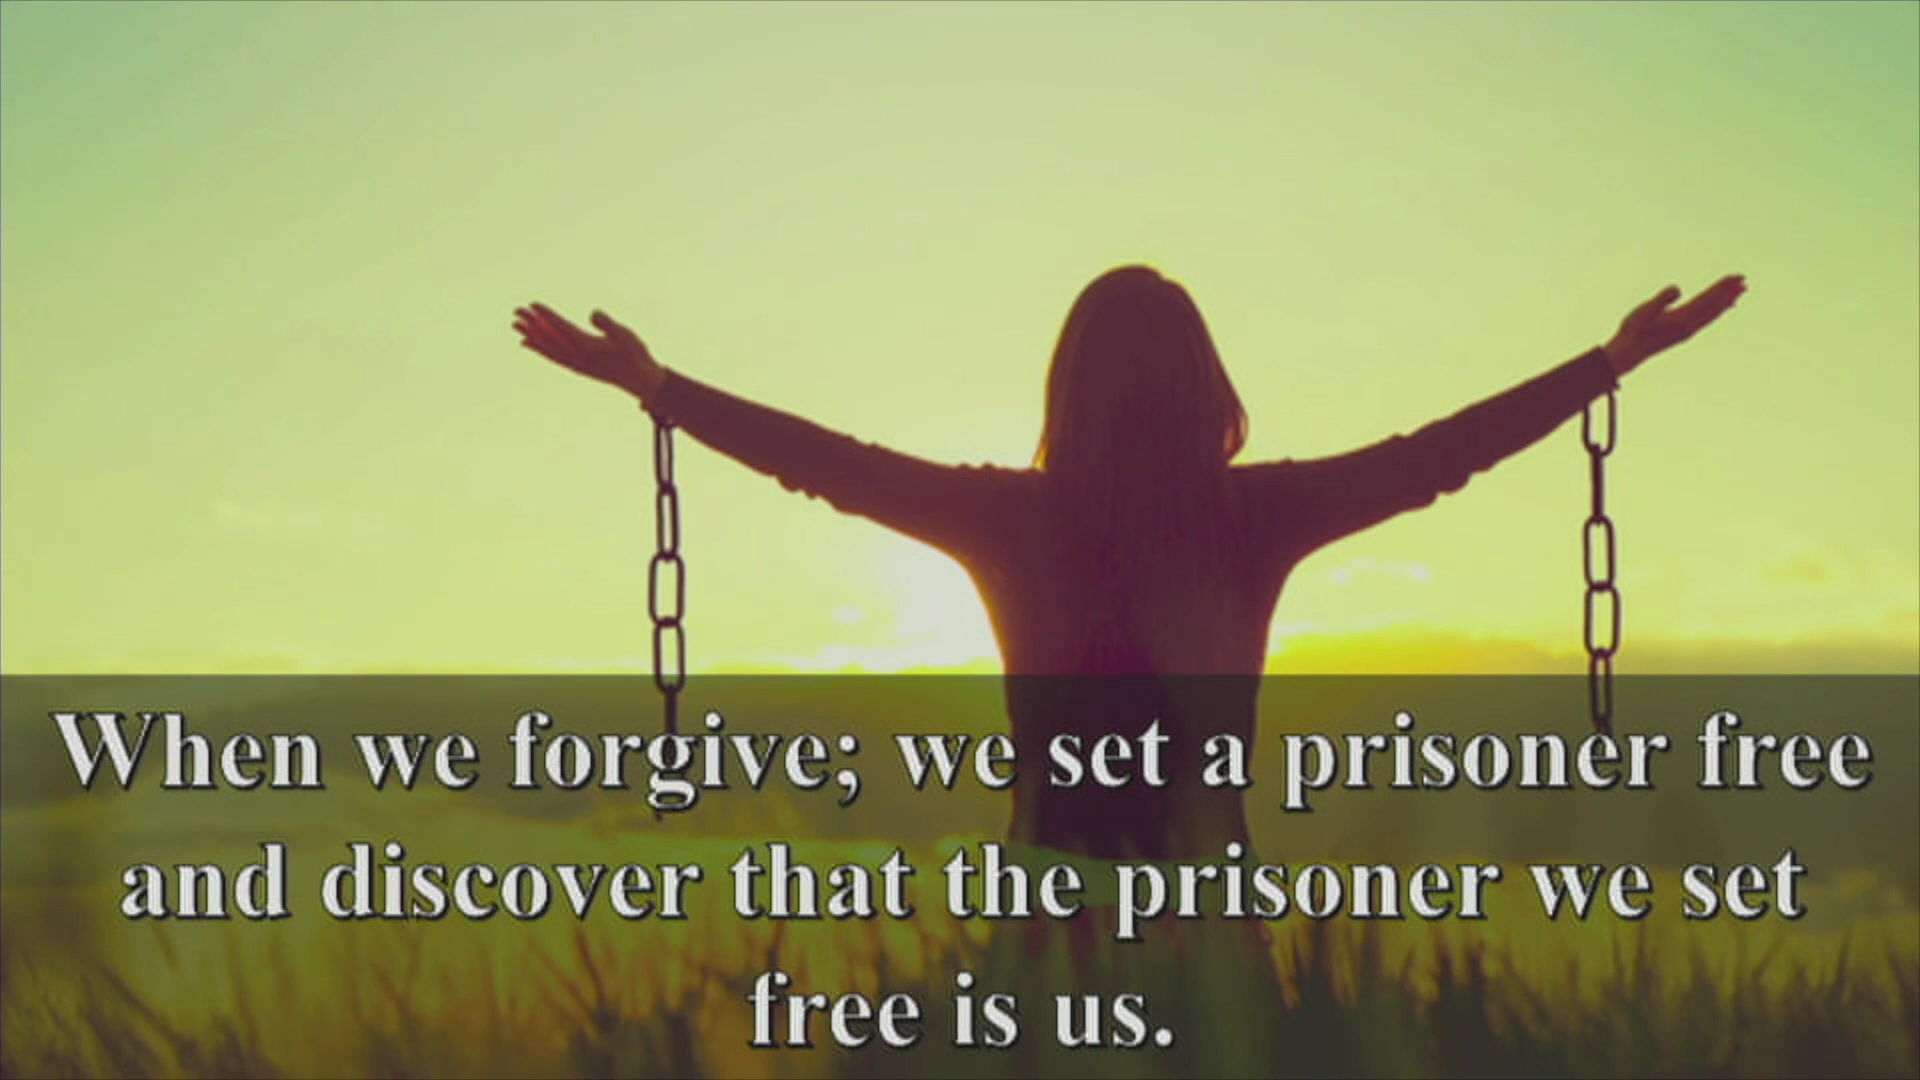 When we forgive; we set a prisoner free
and discover that the prisoner we set
free is us.